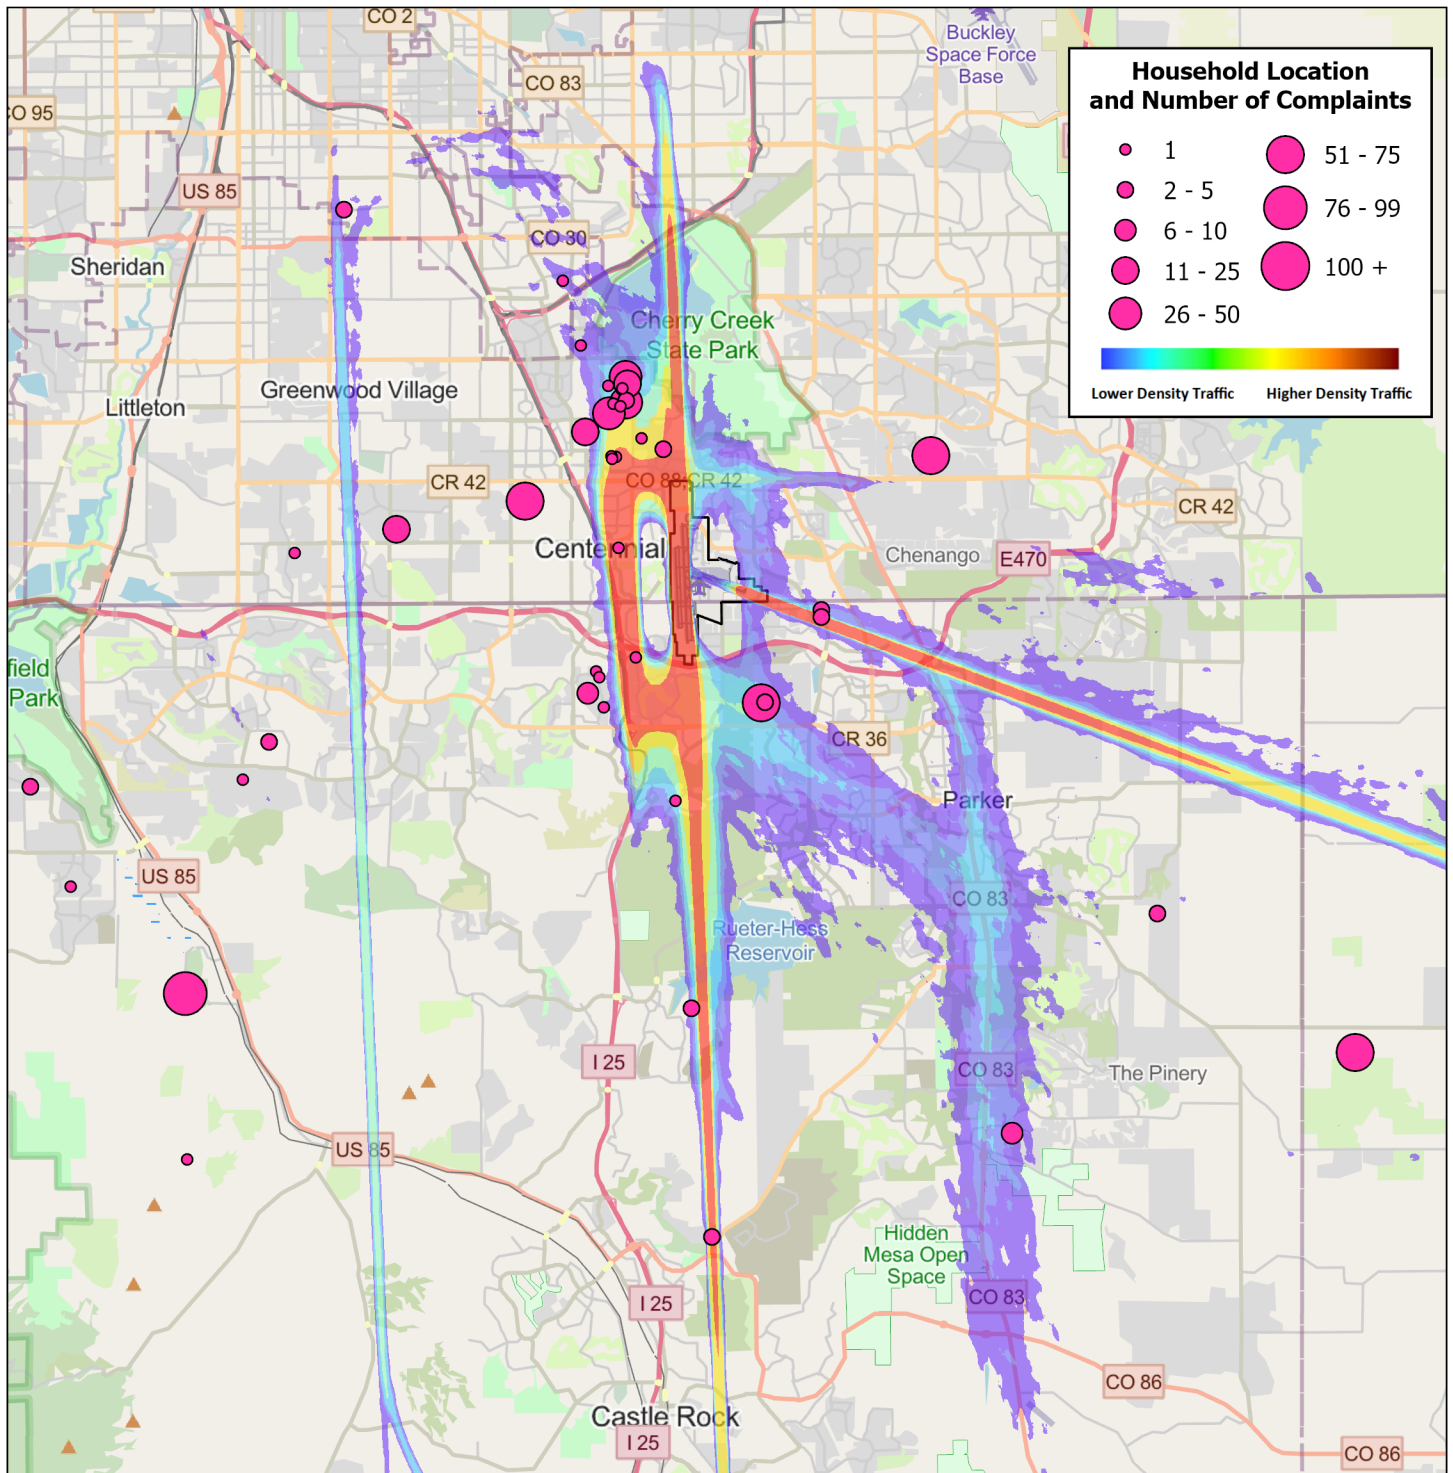 CO 2
Buckley
Space Force
Base
CO 83
CO 95
Household Location
and Number of Complaints
1
51 - 75
2 - 5
76 - 99
6 - 10
11 - 25
100 +
26 - 50
Lower Density Traffic
Higher Density Traffic
US 85
CO 30
Sheridan
Cherry Creek
State Park
Greenwood Village
Littleton
CR 42
CO 88;CR 42
CR 42
Centennial
Chenango
E470
field
Park
CR 36
Parker
US 85
CO 83
Rueter-Hess
Reservoir
I 25
CO 83
The Pinery
US 85
Hidden
Mesa Open
Space
I 25
CO 83
CO 86
Castle Rock
I 25
CO 86